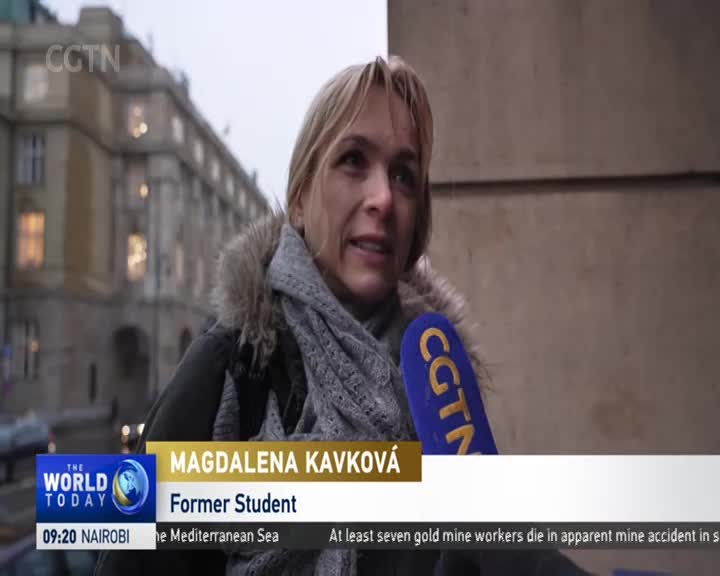 CGTN
CGTN
MAGDALENA KAVKOVÁ
THE
WORLD
TODAY
Former Student
09:20 NAIROBI
he Mediterranean Sea At least seven gold mine workers die in apparent mine accident in s